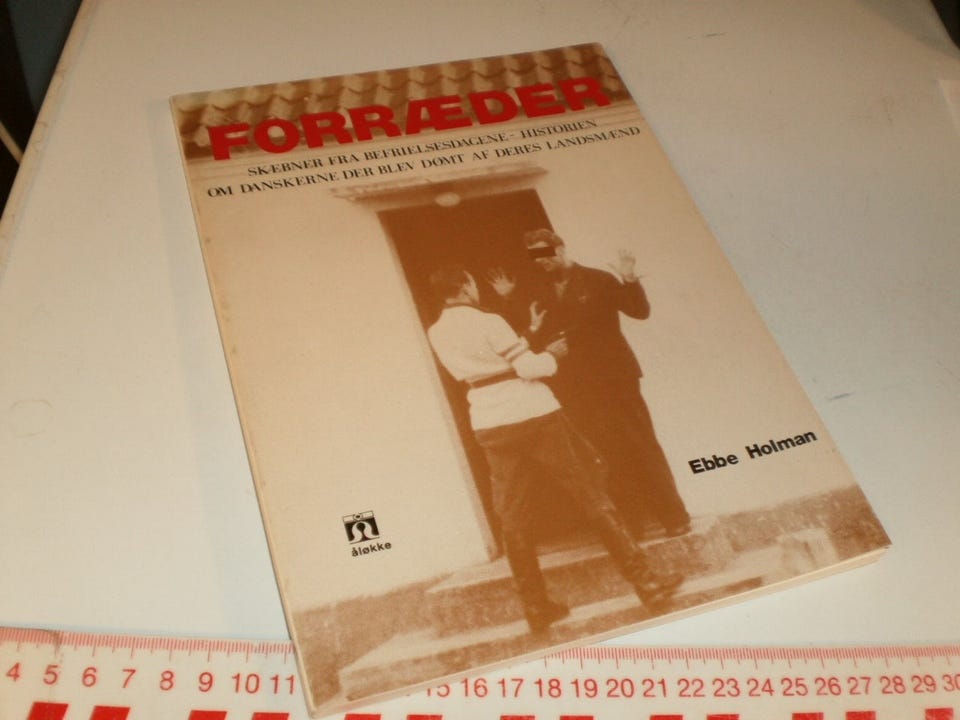 FORRÆDER
SKÆBNER FRA BEFRIELSESDAGENE - HISTORIEN
OM DANSKERNE DER BLEV DØMT AF DERES LANDSMÆND
Ebbe Holman
åløkke
4 5 6 7 8 9 10 11 15 16 17 18 19 20 21 22 23 24 25 26 27 28 29 30